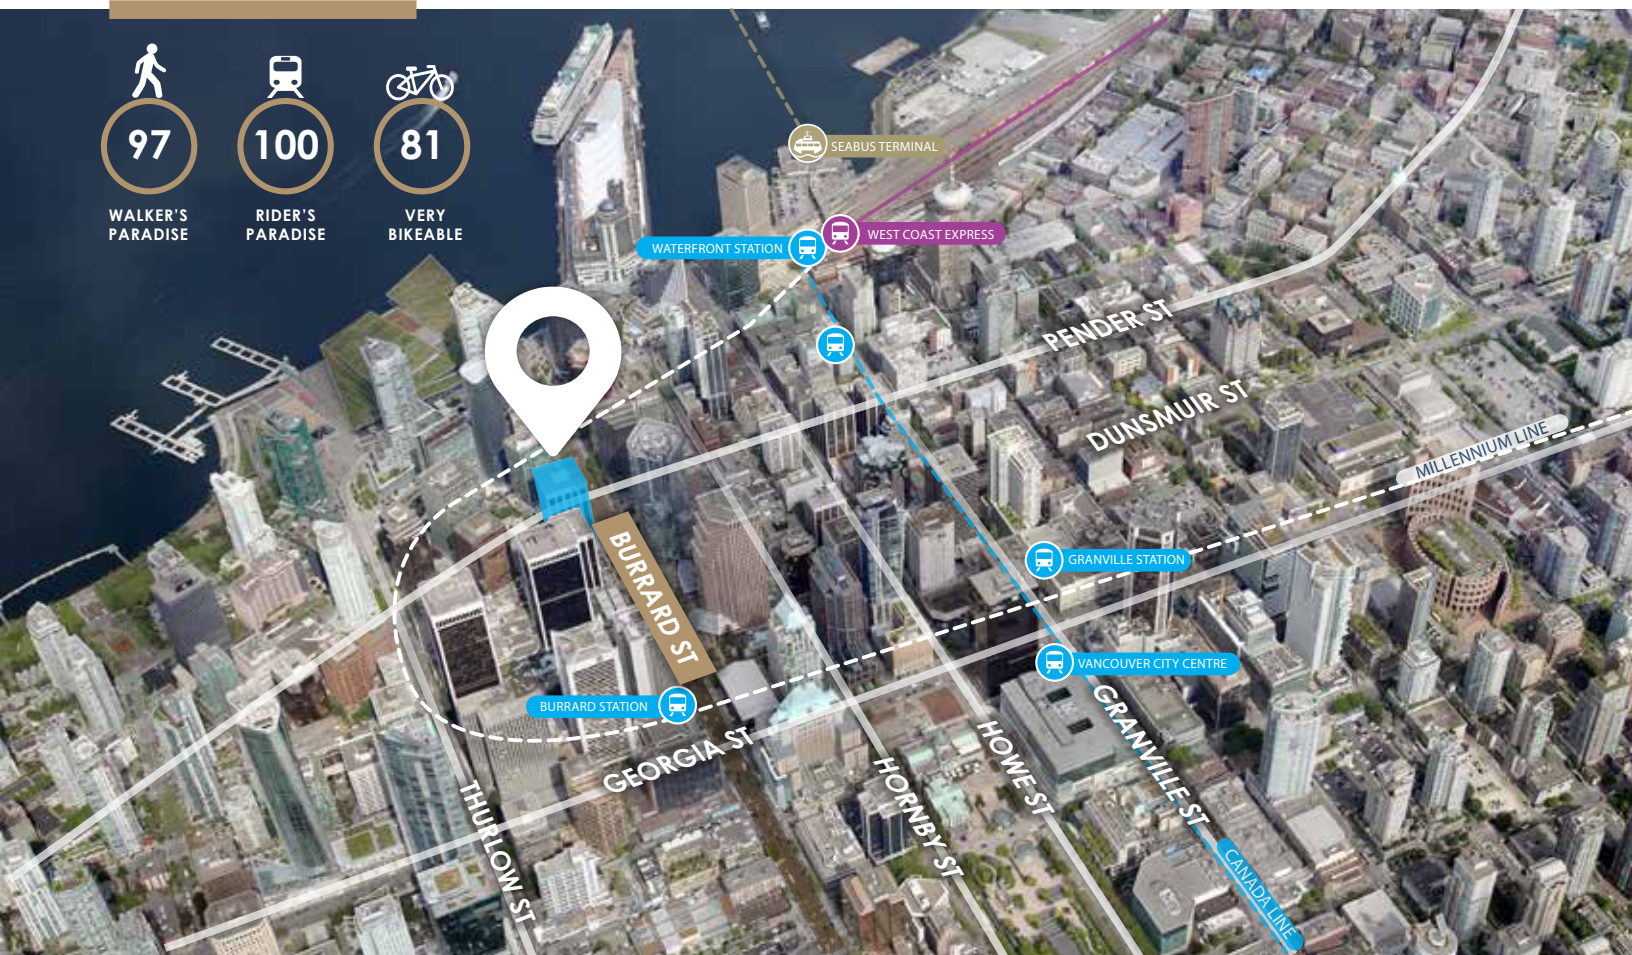 97
100
81
WALKER'S
PARADISE
RIDER'S
PARADISE
VERY
BIKEABLE
SEABUS TERMINAL
WEST COAST EXPRESS
WATERFRONT STATION
PENDER ST
DUNSMUIR ST
MILLENNIUM LINE
BURRARD ST
GRANVILLE STATION
VANCOUVER CITY CENTRE
BURRARD STATION
GEORGIA ST
THURLOW ST
HORNBY ST
HOWE ST
GRANVILLE ST
CANADA LINE